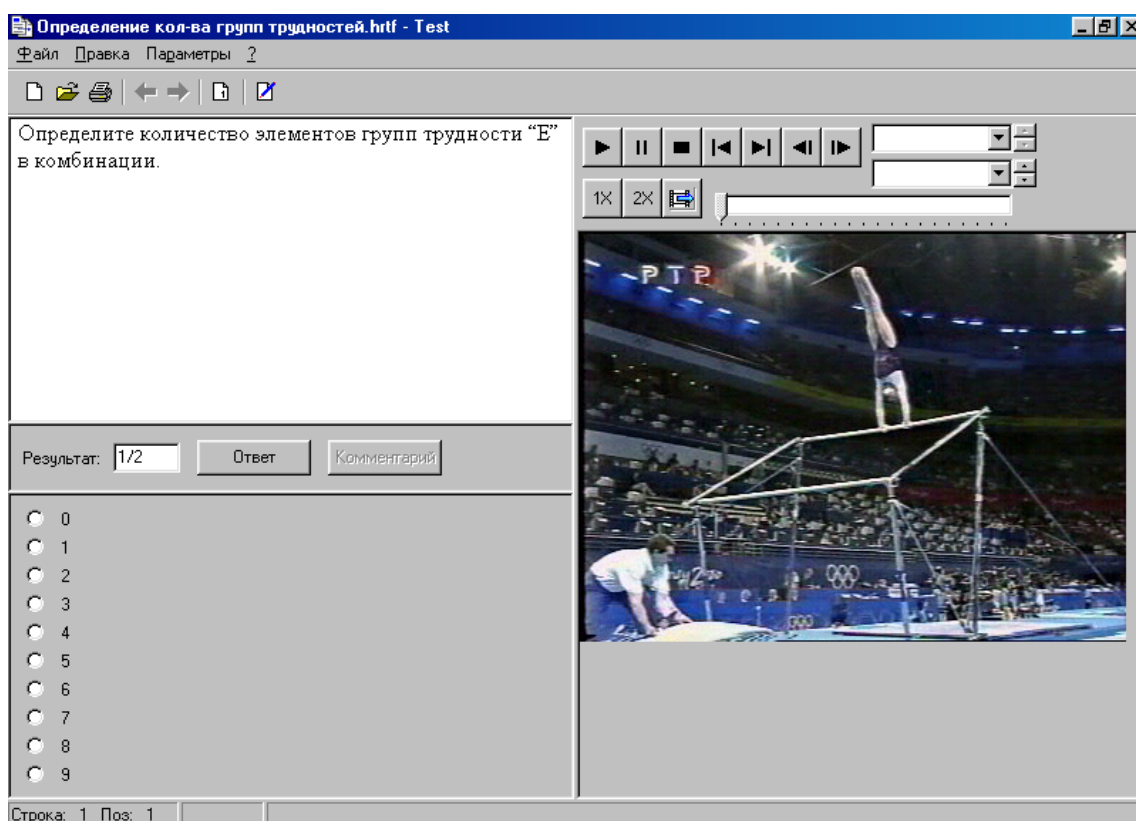 Определение кол-ва групп трудностей.hrtf - Test
Файл Правка Параметры ?
Определите количество элементов групп трудности “Е”
в комбинации.
1X 2X
РТР
Результат: 1/2 Ответ Комментарий
0
1
2
3
4
5
6
7
8
9
Строка: 1 Поз: 1